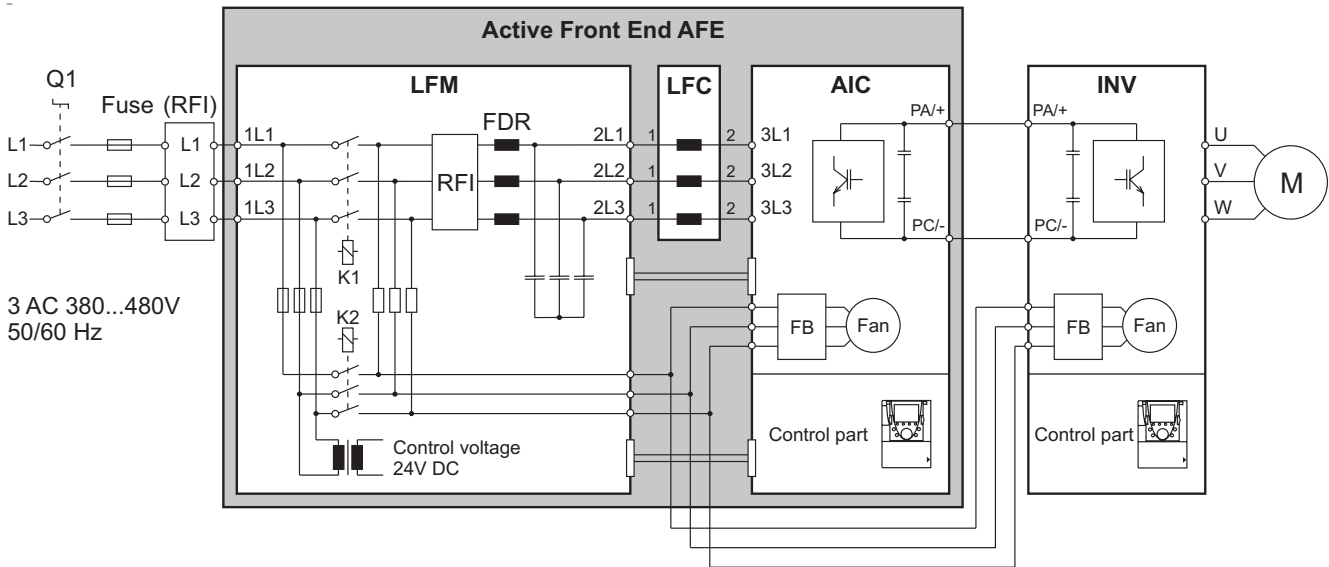 Active Front End AFE
Q1
Fuse (RFI)
LFM
LFC
AIC
INV
L1
L2
L3
L1
L2
L3
1L1
1L2
1L3
K1
RFI
FDR
2L1
2L2
2L3
1
1
1
2
2
2
3L1
3L2
3L3
PA/+
PC/-
PA/+
PC/-
U
V
W
M
3 AC 380...480V
50/60 Hz
K2
FB
Fan
FB
Fan
Control voltage
24V DC
Control part
Control part